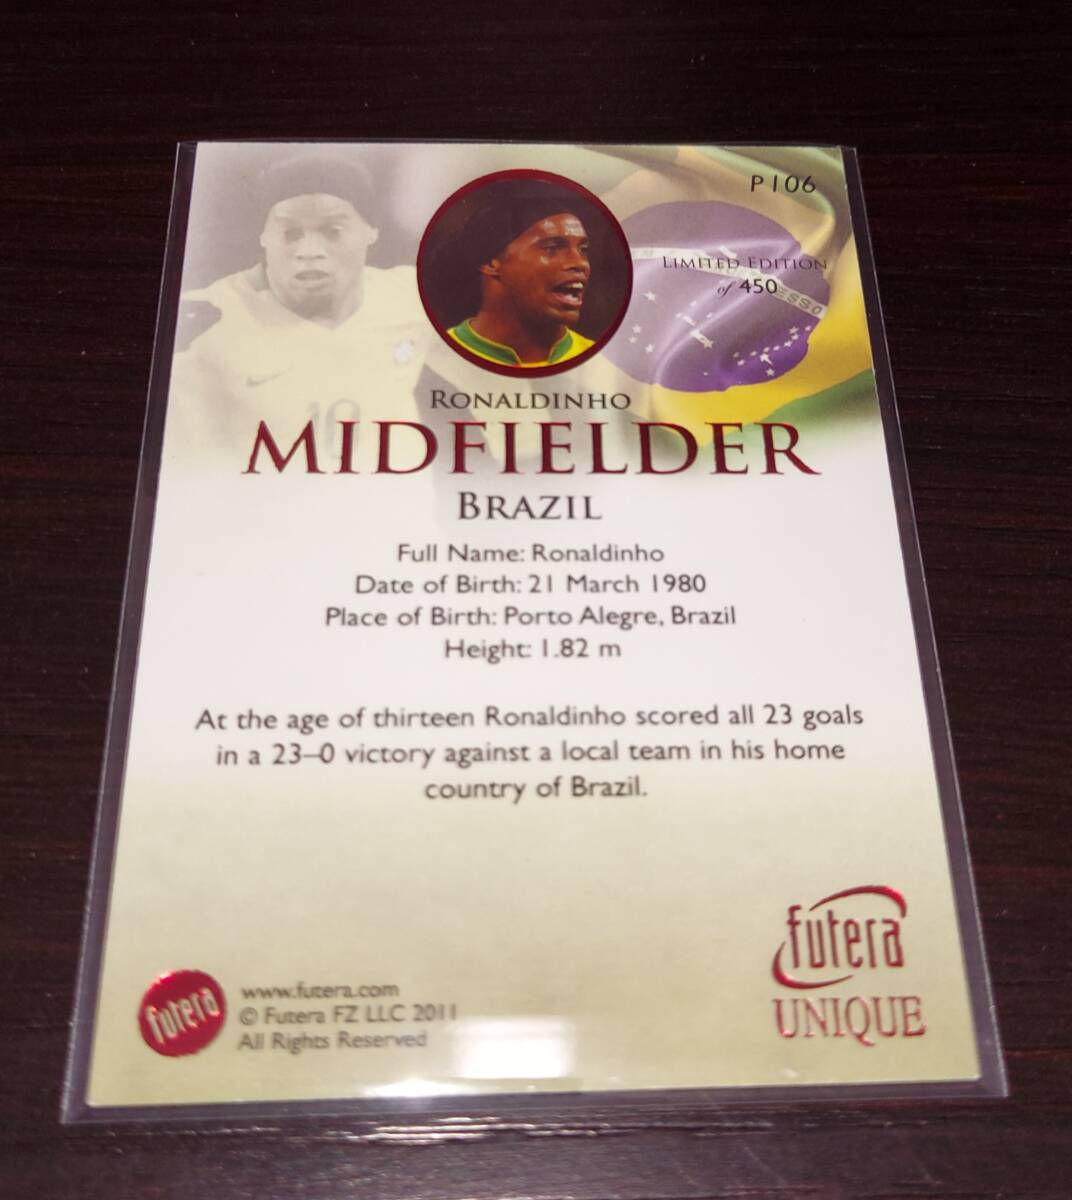 P106
LIMITED EDITION
of 450
RONALDINHO
MIDFIELDER
BRAZIL
Full Name: Ronaldinho
Date of Birth: 21 March 1980
Place of Birth: Porto Alegre, Brazil
Height: 1.82 m
At the age of thirteen Ronaldinho scored all 23 goals
in a 23–0 victory against a local team in his home
country of Brazil.
futera
www.futera.com
© Futera FZ LLC 2011
All Rights Reserved
futera
UNIQUE
10